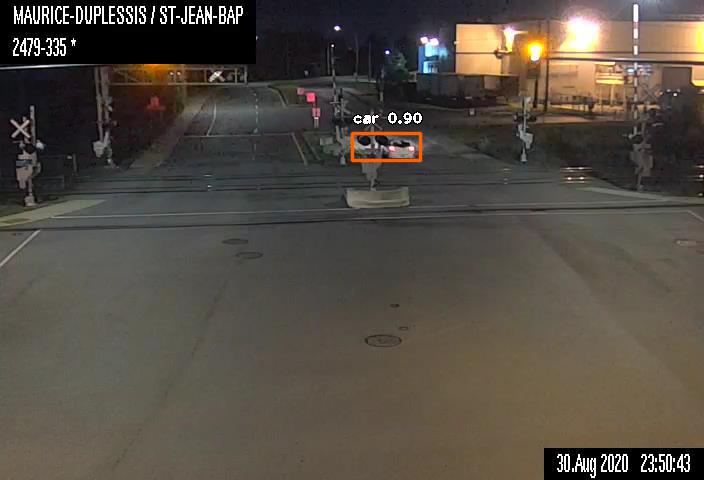 MAURICE-DUPLESSIS / ST-JEAN-BAP
2479-335 *
car 0.90
30.Aug 2020 23:50:43